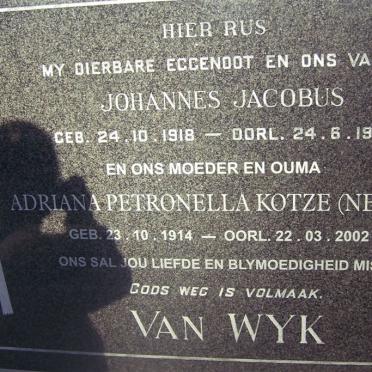 HIER RUS
MY DIERBARE EGGENOOT EN ONS VA
JOHANNES JACOBUS
GEB. 24.10.1918 — OORL. 24.6.19
EN ONS MOEDER EN OUMA
ADRIANA PETRONELLA KOTZE (NE
GEB. 23.10.1914 – OORL. 22.03.2002
ONS SAL JOU LIEFDE EN BLYMOEDIGHEID MIS
GODS WEG IS VOLMAAK.
VAN WYK